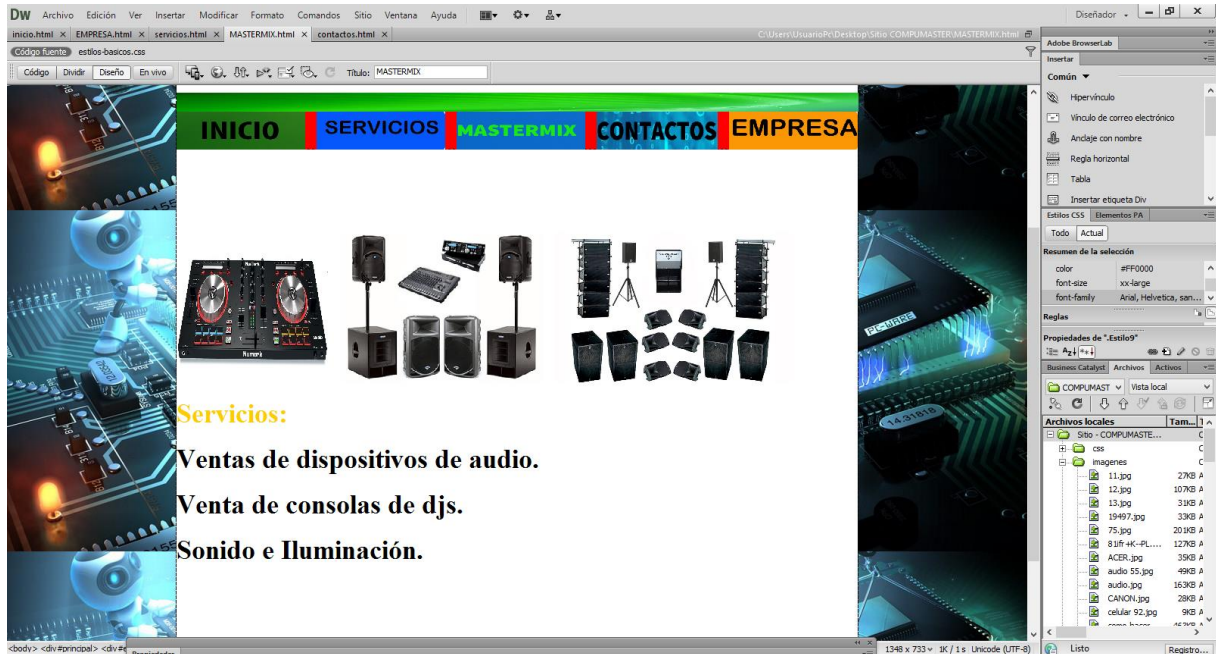 DW Archivo Edición Ver Insertar Modificar Formato Comandos Sitio Ventana Ayuda Diseñador
inicio.html × EMPRESA.html × servicios.html × MASTERMIX.html × contactos.html × C:\Users\UsuarioPc\Desktop\Sitio COMPUMASTER\MASTERMIX.html
Código fuente estilos-basicos.css
Código Dividir Diseño En vivo Título: MASTERMIX
INICIO SERVICIOS MASTERMIX CONTACTOS EMPRESA
Numark
Numark
Servicios:
Ventas de dispositivos de audio.
Venta de consolas de djs.
Sonido e Iluminación.
PC-WARE
14.31818
<body> <div#principal> <div#e
Propiedades
1348 x 733 1K / 1 s Unicode (UTF-8)
Adobe BrowserLab
Insertar
Común
Hipervínculo
Vínculo de correo electrónico
Anclaje con nombre
Regla horizontal
Tabla
Insertar etiqueta Div
Estilos CSS Elementos PA
Todo Actual
Resumen de la selección
color #FF0000
font-size xx-large
font-family Arial, Helvetica, san...
Reglas
Propiedades de ".Estilo9"
Business Catalyst Archivos Activos
COMPUMAST Vista local
Archivos locales Tam... T
Sitio - COMPUMASTE... C
css C
imagenes C
11.jpg 27KB A
12.jpg 107KB A
13.jpg 31KB A
19497.jpg 33KB A
75.jpg 201KB A
81ifr+K--PL.... 127KB A
ACER.jpg 35KB A
audio 55.jpg 49KB A
audio.jpg 163KB A
CANON.jpg 28KB A
celular 92.jpg 9KB A
Listo Registro...